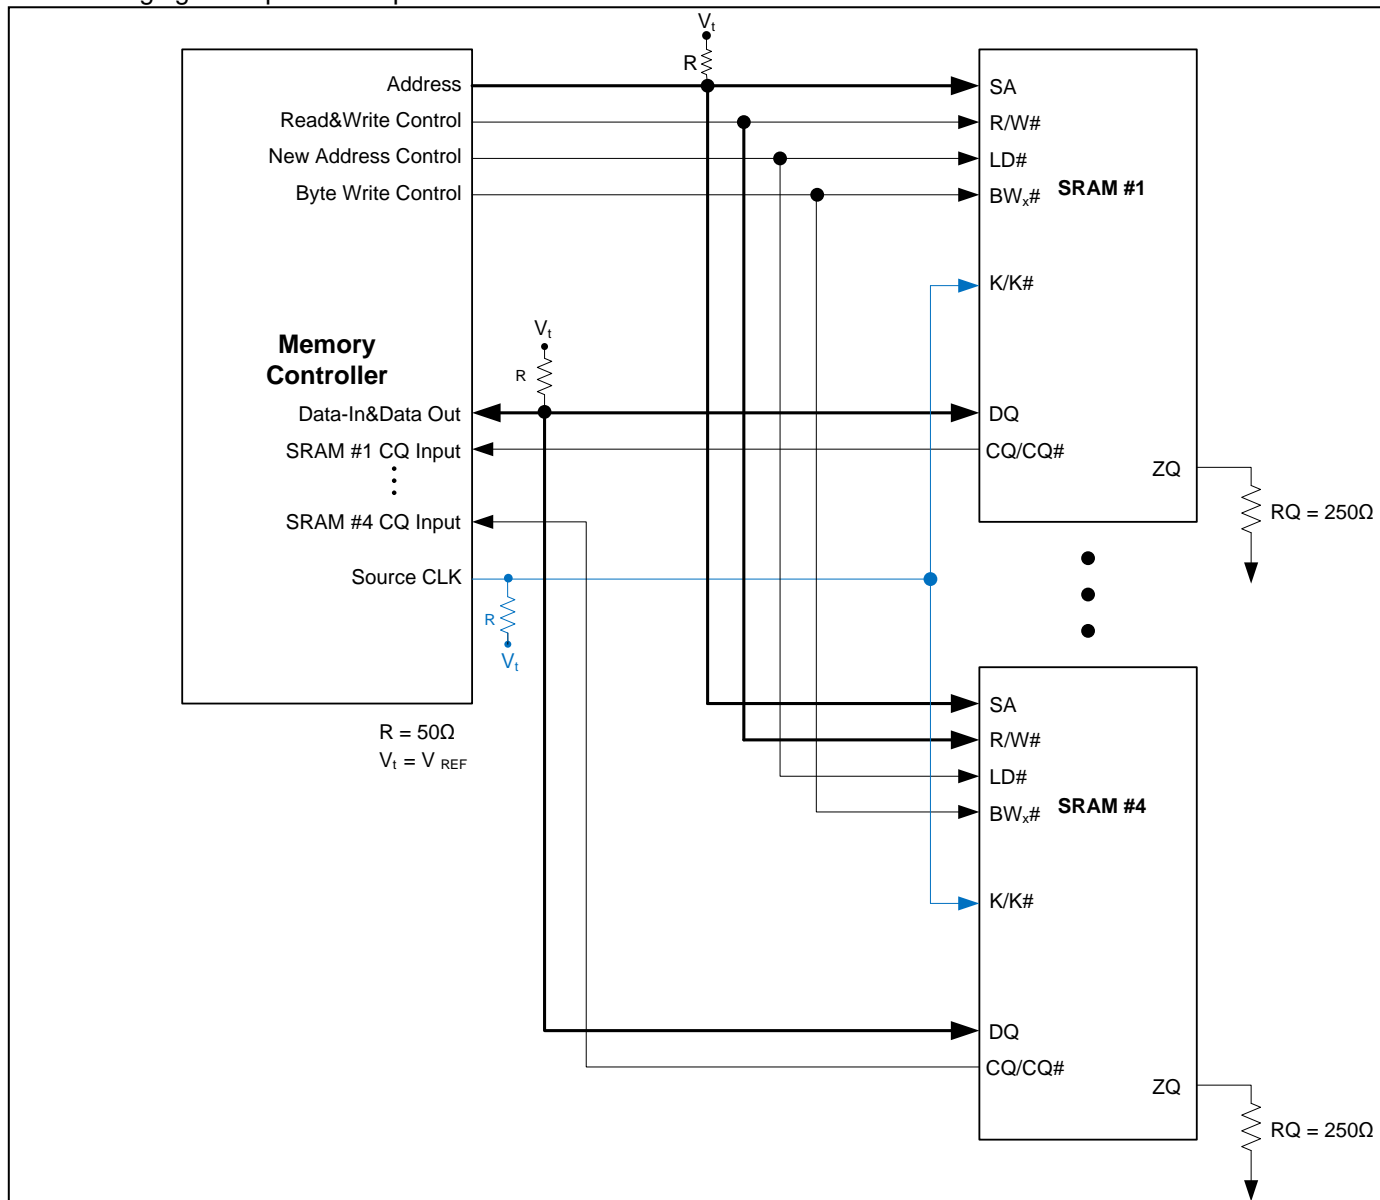 Vt
R
Address
Read&Write Control
New Address Control
Byte Write Control
SA
R/W#
LD#
BWx#
SRAM #1
K/K#
Vt
R
Memory
Controller
Data-In&Data Out
SRAM #1 CQ Input
SRAM #4 CQ Input
Source CLK
R
Vt
DQ
CQ/CQ#
ZQ
RQ = 250Ω
R = 50Ω
Vt = V REF
SA
R/W#
LD#
BWx#
SRAM #4
K/K#
DQ
CQ/CQ#
ZQ
RQ = 250Ω